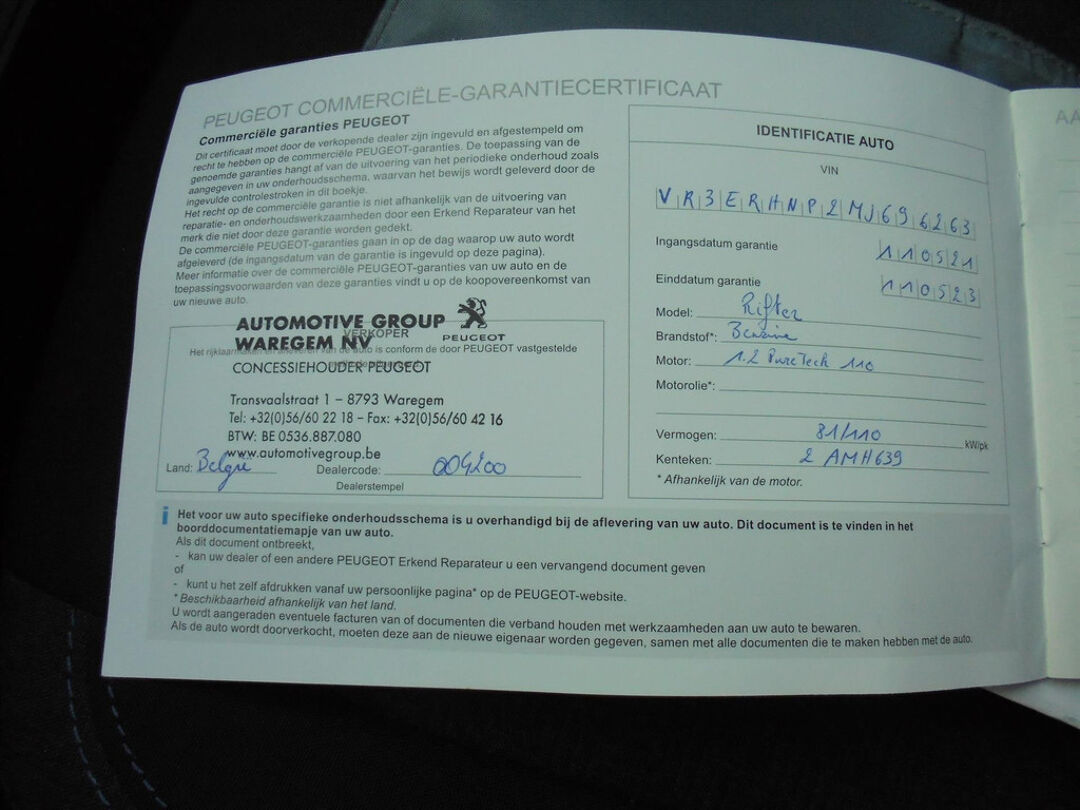 PEUGEOT COMMERCIËLE-GARANTIECERTIFICAAT
Commerciële garanties PEUGEOT
Dit certificaat moet door de verkopende dealer zijn ingevuld en afgestempeld om
recht te hebben op de commerciële PEUGEOT-garanties. De toepassing van de
genoemde garanties hangt af van de uitvoering van het periodieke onderhoud zoals
aangegeven in uw onderhoudsschema, waarvan het bewijs wordt geleverd door de
ingevulde controlestroken in dit boekje.
Het recht op de commerciële garantie is niet afhankelijk van de uitvoering van
reparatie- en onderhoudswerkzaamheden door een Erkend Reparateur van het
merk die niet door deze garantie worden gedekt.
De commerciële PEUGEOT-garanties gaan in op de dag waarop uw auto wordt
afgeleverd (de ingangsdatum van de garantie is ingevuld op deze pagina).
Meer informatie over de commerciële PEUGEOT-garanties van uw auto en de
toepassingsvoorwaarden van deze garanties vindt u op de koopovereenkomst van
uw nieuwe auto.
AUTOMOTIVE GROUP
VERKOPER
WAREGEM NV
PEUGEOT
Het rijklaarmaken en afleveren van de auto is conform de door PEUGEOT vastgestelde
CONCESSIEHOUDER PEUGEOT
Transvaalstraat 1 – 8793 Waregem
Tel: +32(0)56/60 22 18 – Fax: +32(0)56/60 42 16
BTW: BE 0536.887.080
www.automotivegroup.be
Land: België Dealercode: 004200
Dealerstempel
IDENTIFICATIE AUTO
VIN
VR3ERHNP2MJ696263
Ingangsdatum garantie 110521
Einddatum garantie 110523
Model: Rifter
Brandstof*: Benzine
Motor: 1.2 PureTech 110
Motorolie*:
Vermogen: 81/110 kW/pk
Kenteken: 2 AMH639
* Afhankelijk van de motor.
i Het voor uw auto specifieke onderhoudsschema is u overhandigd bij de aflevering van uw auto. Dit document is te vinden in het
boorddocumentatiemapje van uw auto.
Als dit document ontbreekt,
- kan uw dealer of een andere PEUGEOT Erkend Reparateur u een vervangend document geven
of
- kunt u het zelf afdrukken vanaf uw persoonlijke pagina* op de PEUGEOT-website.
* Beschikbaarheid afhankelijk van het land.
U wordt aangeraden eventuele facturen van of documenten die verband houden met werkzaamheden aan uw auto te bewaren.
Als de auto wordt doorverkocht, moeten deze aan de nieuwe eigenaar worden gegeven, samen met alle documenten die te maken hebben met de auto.